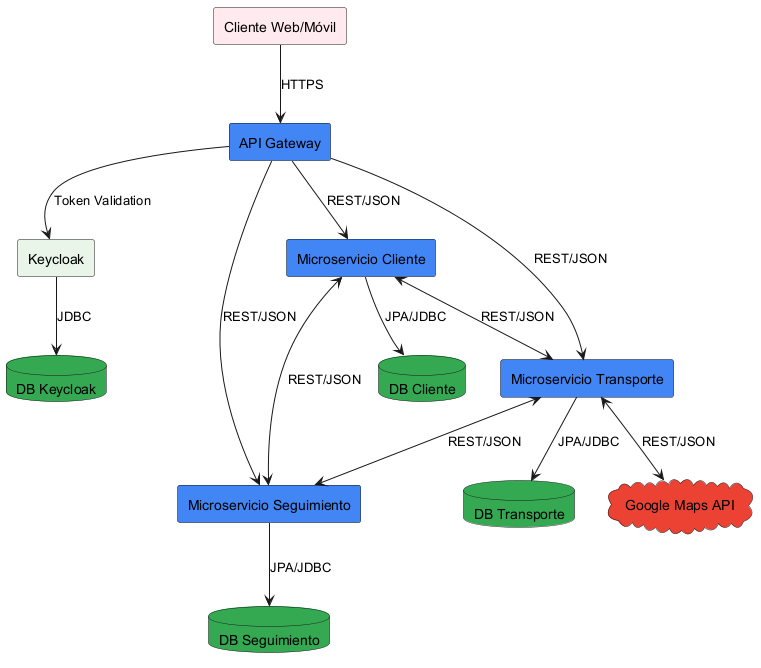 Cliente Web/Móvil
HTTPS
API Gateway
Token Validation
REST/JSON
Keycloak
Microservicio Cliente
REST/JSON
JDBC
REST/JSON
JPA/JDBC
REST/JSON
DB Keycloak
DB Cliente
Microservicio Transporte
REST/JSON
REST/JSON
JPA/JDBC
REST/JSON
Microservicio Seguimiento
DB Transporte
Google Maps API
JPA/JDBC
DB Seguimiento